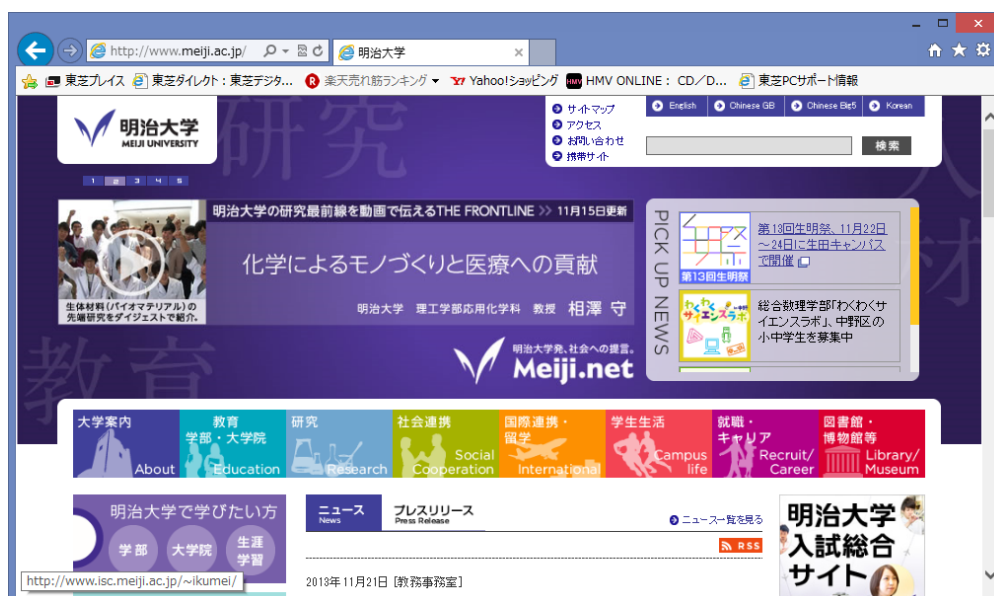 http://www.meiji.ac.jp/
明治大学
東芝プレイス
東芝ダイレクト：東芝デジタ...
楽天売れ筋ランキング
Yahoo!ショッピング
HMV ONLINE： CD／D...
東芝PCサポート情報
明治大学
MEIJI UNIVERSITY
サイトマップ
アクセス
お問い合わせ
携帯サイト
English
Chinese GB
Chinese Big5
Korean
検索
研究
人材
教育
1 2 3 4 5
明治大学の研究最前線を動画で伝えるTHE FRONTLINE >> 11月15日更新
化学によるモノづくりと医療への貢献
明治大学 理工学部応用化学科 教授 相澤 守
生体材料(バイオマテリアル)の
先端研究をダイジェストで紹介。
明治大学発、社会への提言。
Meiji.net
PICK UP NEWS
第13回生明祭
第13回生明祭、11月22日
～24日に生田キャンパス
で開催
わくわく
サイエンスラボ
総合数理学部「わくわくサ
イエンスラボ」、中野区の
小中学生を募集中
大学案内
About
教育
学部・大学院
Education
研究
Research
社会連携
Social
Cooperation
国際連携・
留学
International
学生生活
Campus
life
就職・
キャリア
Recruit/
Career
図書館・
博物館等
Library/
Museum
明治大学で学びたい方
学部
大学院
生涯
学習
ニュース
News
プレスリリース
Press Release
ニュース一覧を見る
RSS
2013年11月21日 [教務事務室]
明治大学
入試総合
サイト
http://www.isc.meiji.ac.jp/~ikumei/